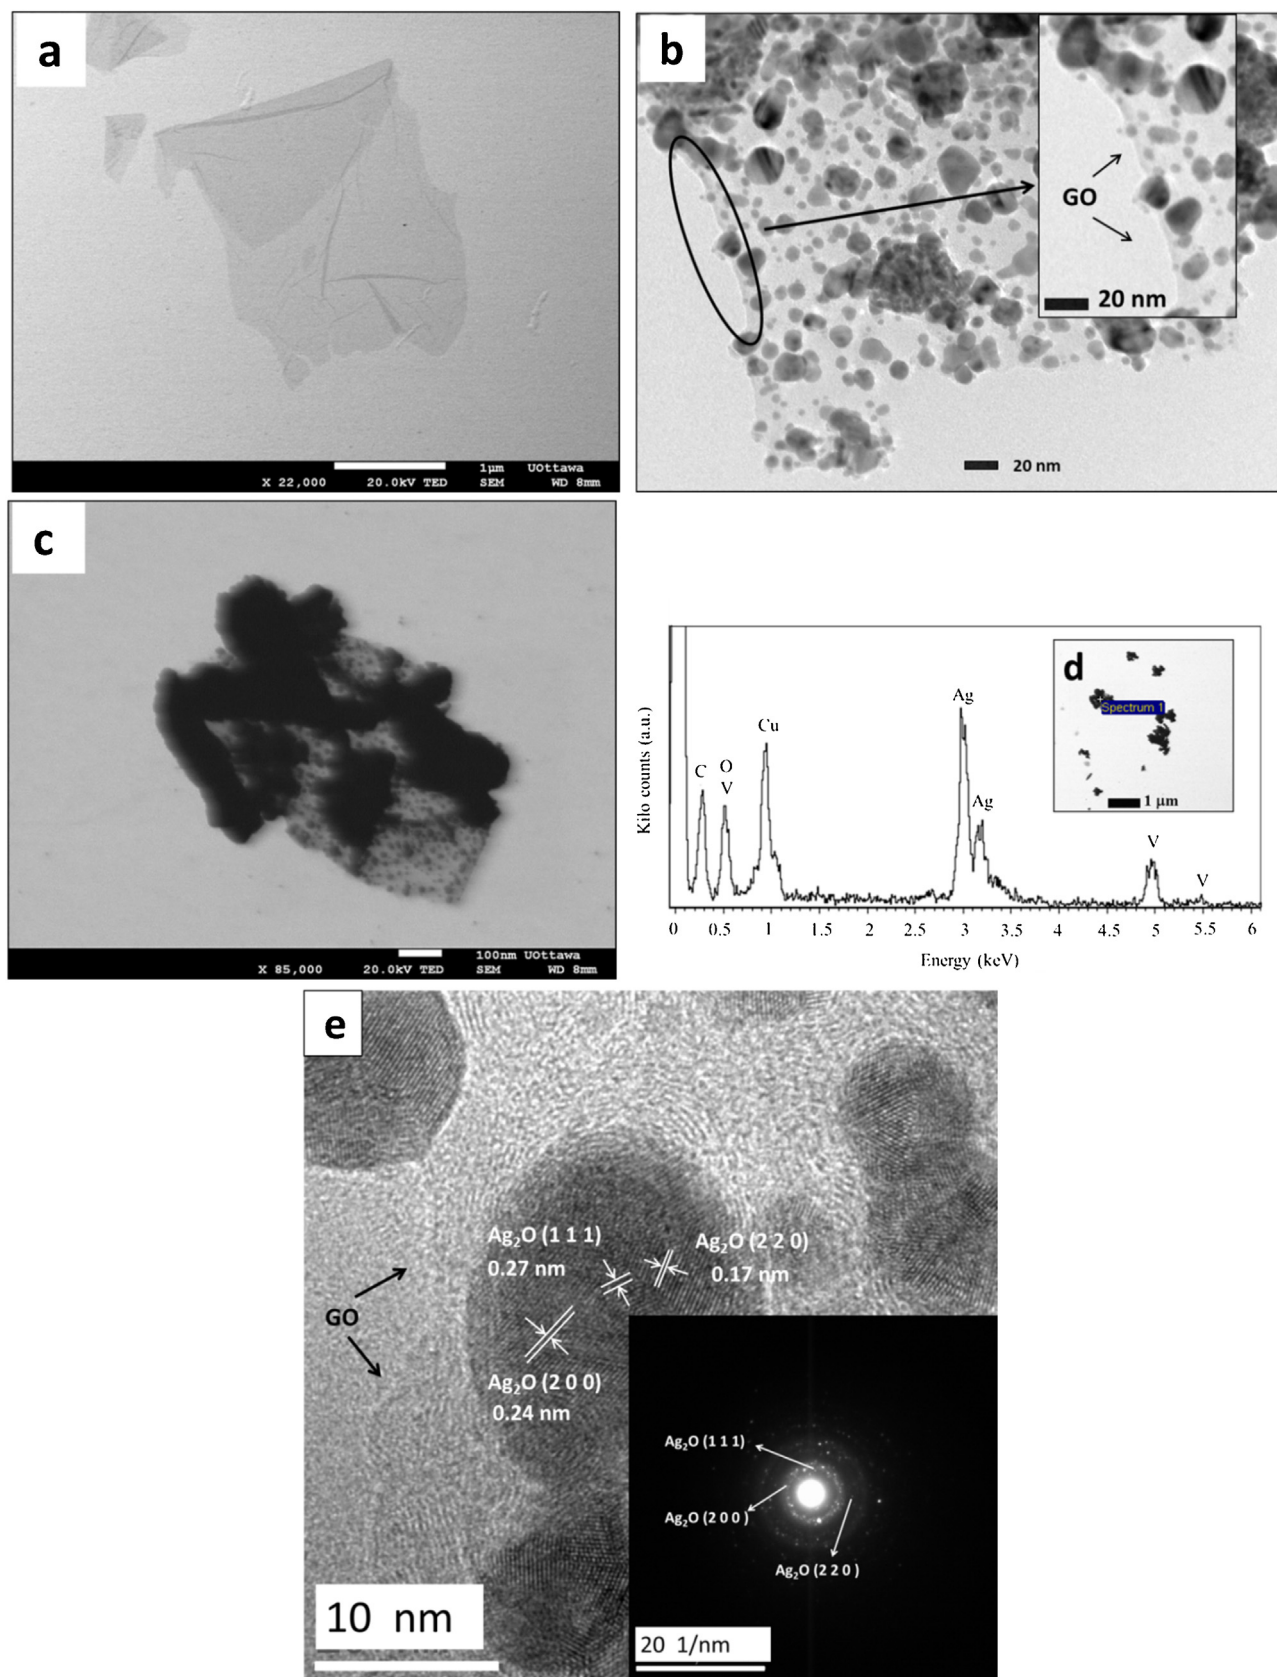 a
1µm UOttawa
X 22,000 20.0kV TED SEM WD 8mm
b
GO
20 nm
20 nm
c
100nm UOttawa
X 85,000 20.0kV TED SEM WD 8mm
d
Spectrum 1
1 µm
Kilo counts (a.u.)
C
O
V
Cu
Ag
Ag
V
V
0 0.5 1 1.5 2 2.5 3 3.5 4 4.5 5 5.5 6
Energy (keV)
e
Ag₂O (1 1 1)
0.27 nm
Ag₂O (2 2 0)
0.17 nm
GO
Ag₂O (2 0 0)
0.24 nm
Ag₂O (1 1 1)
Ag₂O (2 0 0)
Ag₂O (2 2 0)
10 nm
20 1/nm